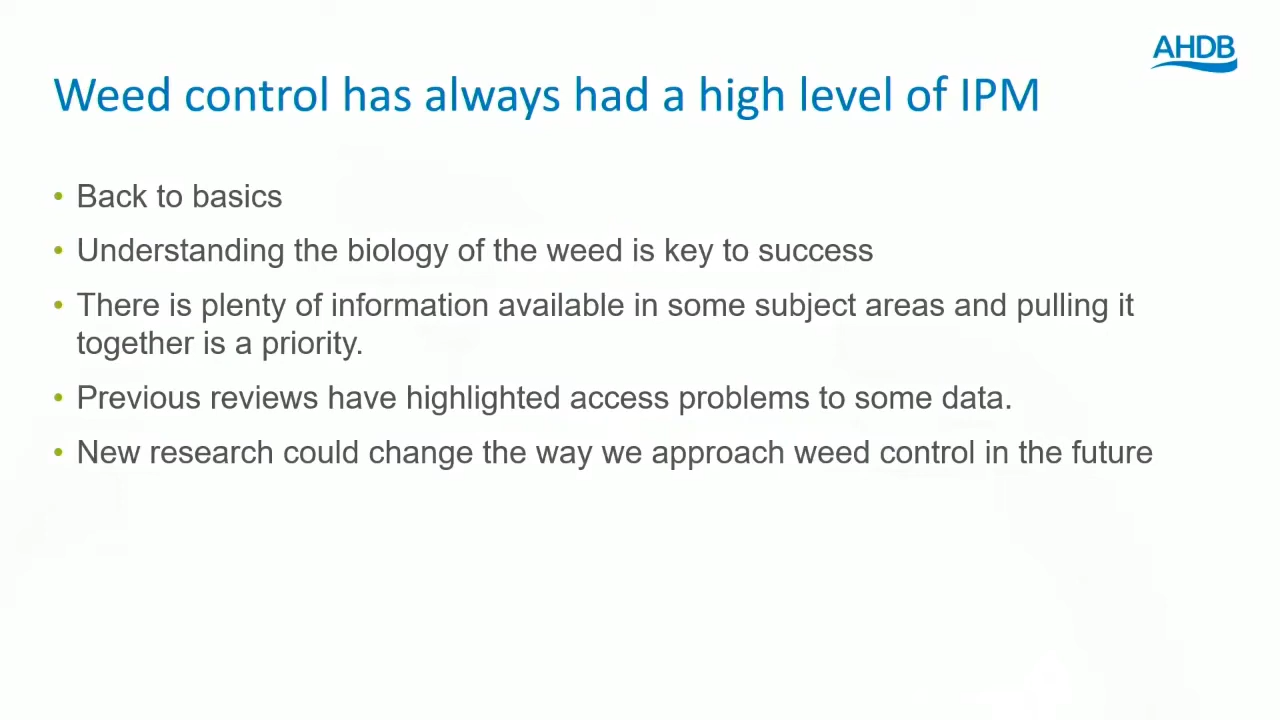 AHDB
Weed control has always had a high level of IPM
• Back to basics
• Understanding the biology of the weed is key to success
• There is plenty of information available in some subject areas and pulling it
together is a priority.
• Previous reviews have highlighted access problems to some data.
• New research could change the way we approach weed control in the future